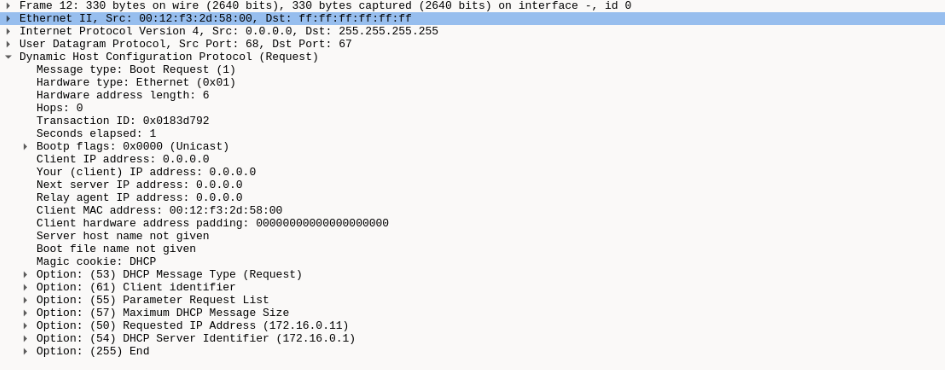 Frame 12: 330 bytes on wire (2640 bits), 330 bytes captured (2640 bits) on interface -, id 0
Ethernet II, Src: 00:12:f3:2d:58:00, Dst: ff:ff:ff:ff:ff:ff
Internet Protocol Version 4, Src: 0.0.0.0, Dst: 255.255.255.255
User Datagram Protocol, Src Port: 68, Dst Port: 67
Dynamic Host Configuration Protocol (Request)
Message type: Boot Request (1)
Hardware type: Ethernet (0x01)
Hardware address length: 6
Hops: 0
Transaction ID: 0x0183d792
Seconds elapsed: 1
Bootp flags: 0x0000 (Unicast)
Client IP address: 0.0.0.0
Your (client) IP address: 0.0.0.0
Next server IP address: 0.0.0.0
Relay agent IP address: 0.0.0.0
Client MAC address: 00:12:f3:2d:58:00
Client hardware address padding: 00000000000000000000
Server host name not given
Boot file name not given
Magic cookie: DHCP
Option: (53) DHCP Message Type (Request)
Option: (61) Client identifier
Option: (55) Parameter Request List
Option: (57) Maximum DHCP Message Size
Option: (50) Requested IP Address (172.16.0.11)
Option: (54) DHCP Server Identifier (172.16.0.1)
Option: (255) End